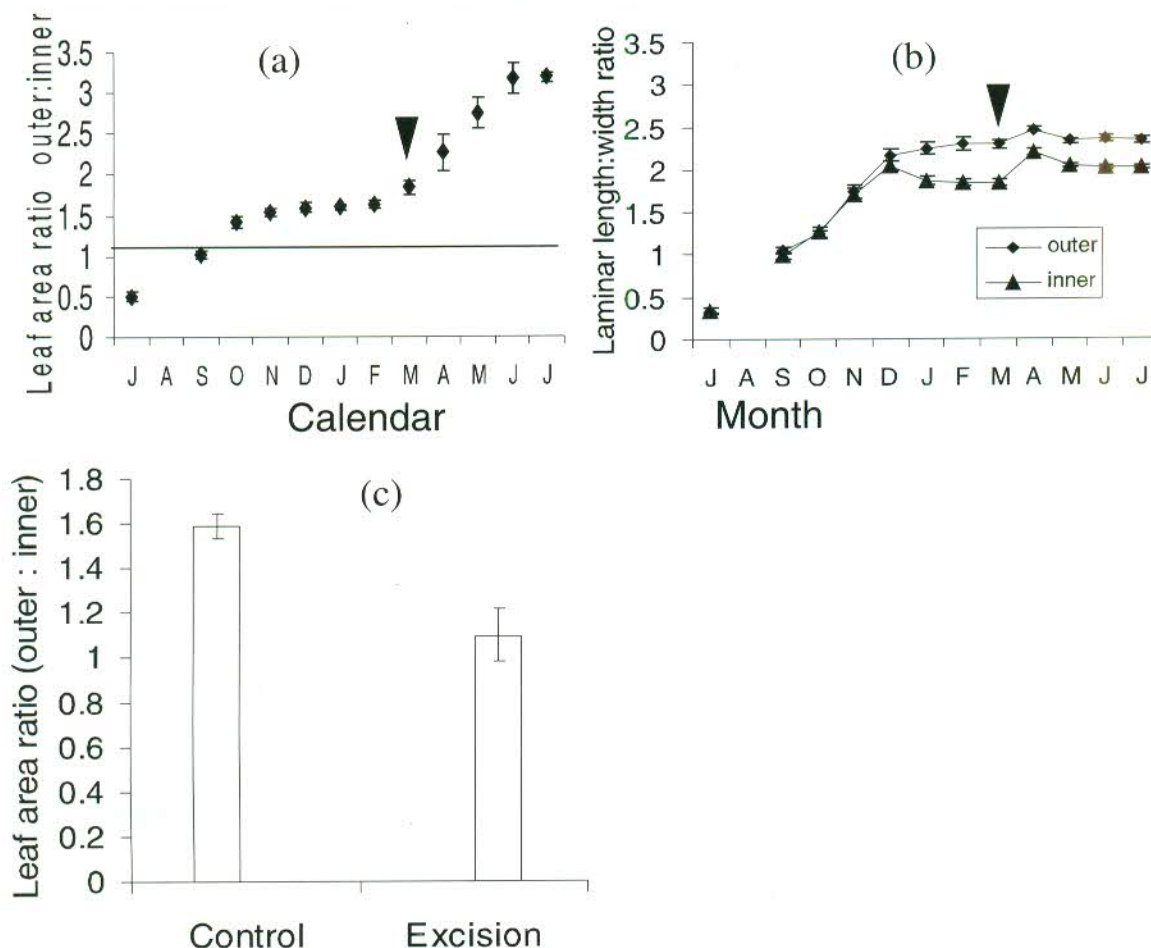 (a)
Leaf area ratio outer:inner
3.5
3
2.5
2
1.5
1
0.5
0
J A S O N D J F M A M J J
Calendar
(b)
Laminar length:width ratio
3.5
3
2.5
2
1.5
1
0.5
0
outer
inner
J A S O N D J F M A M J J
Month
(c)
Leaf area ratio (outer : inner)
1.8
1.6
1.4
1.2
1
0.8
0.6
0.4
0.2
0
Control Excision